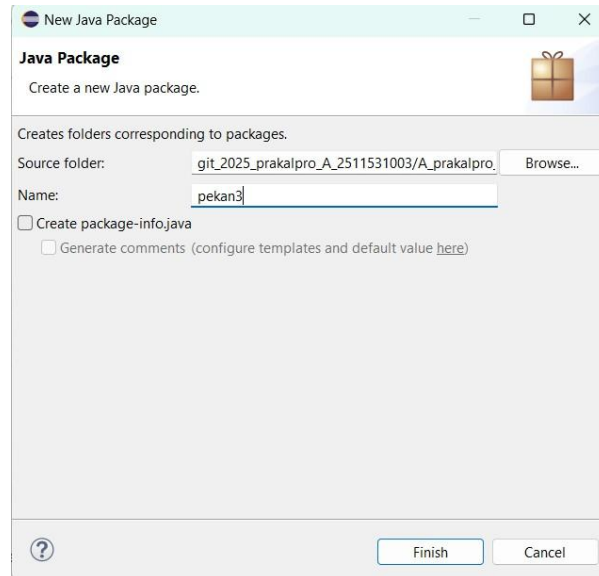 New Java Package
Java Package
Create a new Java package.
Creates folders corresponding to packages.
Source folder: git_2025_prakalpro_A_2511531003/A_prakalpro_ Browse...
Name: pekan3
Create package-info.java
Generate comments (configure templates and default value here)
? Finish Cancel